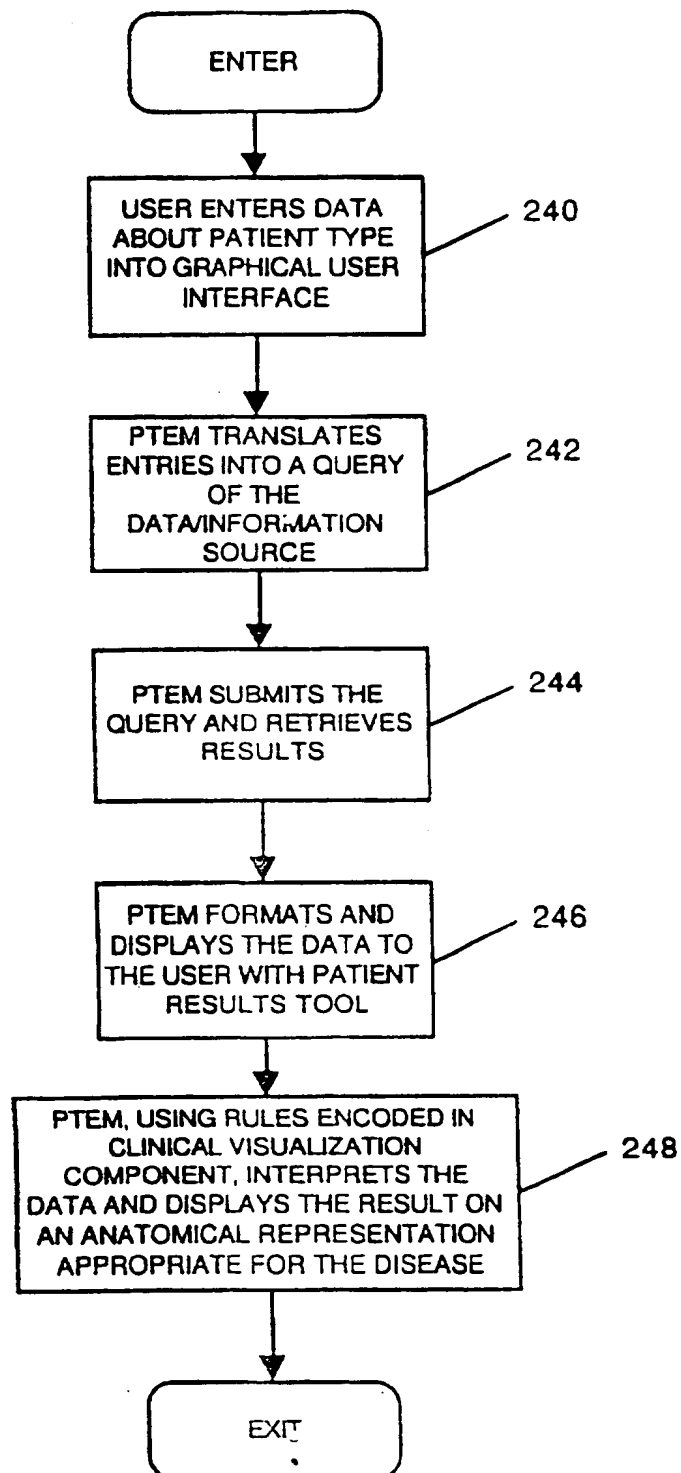 ENTER
USER ENTERS DATA
ABOUT PATIENT TYPE
INTO GRAPHICAL USER
INTERFACE
240
PTEM TRANSLATES
ENTRIES INTO A QUERY
OF THE
DATA/INFORMATION
SOURCE
242
PTEM SUBMITS THE
QUERY AND RETRIEVES
RESULTS
244
PTEM FORMATS AND
DISPLAYS THE DATA TO
THE USER WITH PATIENT
RESULTS TOOL
246
PTEM, USING RULES ENCODED IN
CLINICAL VISUALIZATION
COMPONENT, INTERPRETS THE
DATA AND DISPLAYS THE RESULT ON
AN ANATOMICAL REPRESENTATION
APPROPRIATE FOR THE DISEASE
248
EXIT